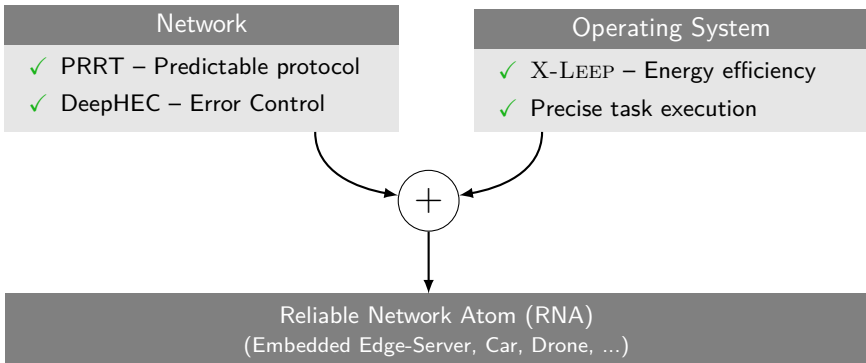 Network
✓ PRRT – Predictable protocol
✓ DeepHEC – Error Control
Operating System
✓ X-LEEP – Energy efficiency
✓ Precise task execution
+
Reliable Network Atom (RNA)
(Embedded Edge-Server, Car, Drone, ...)